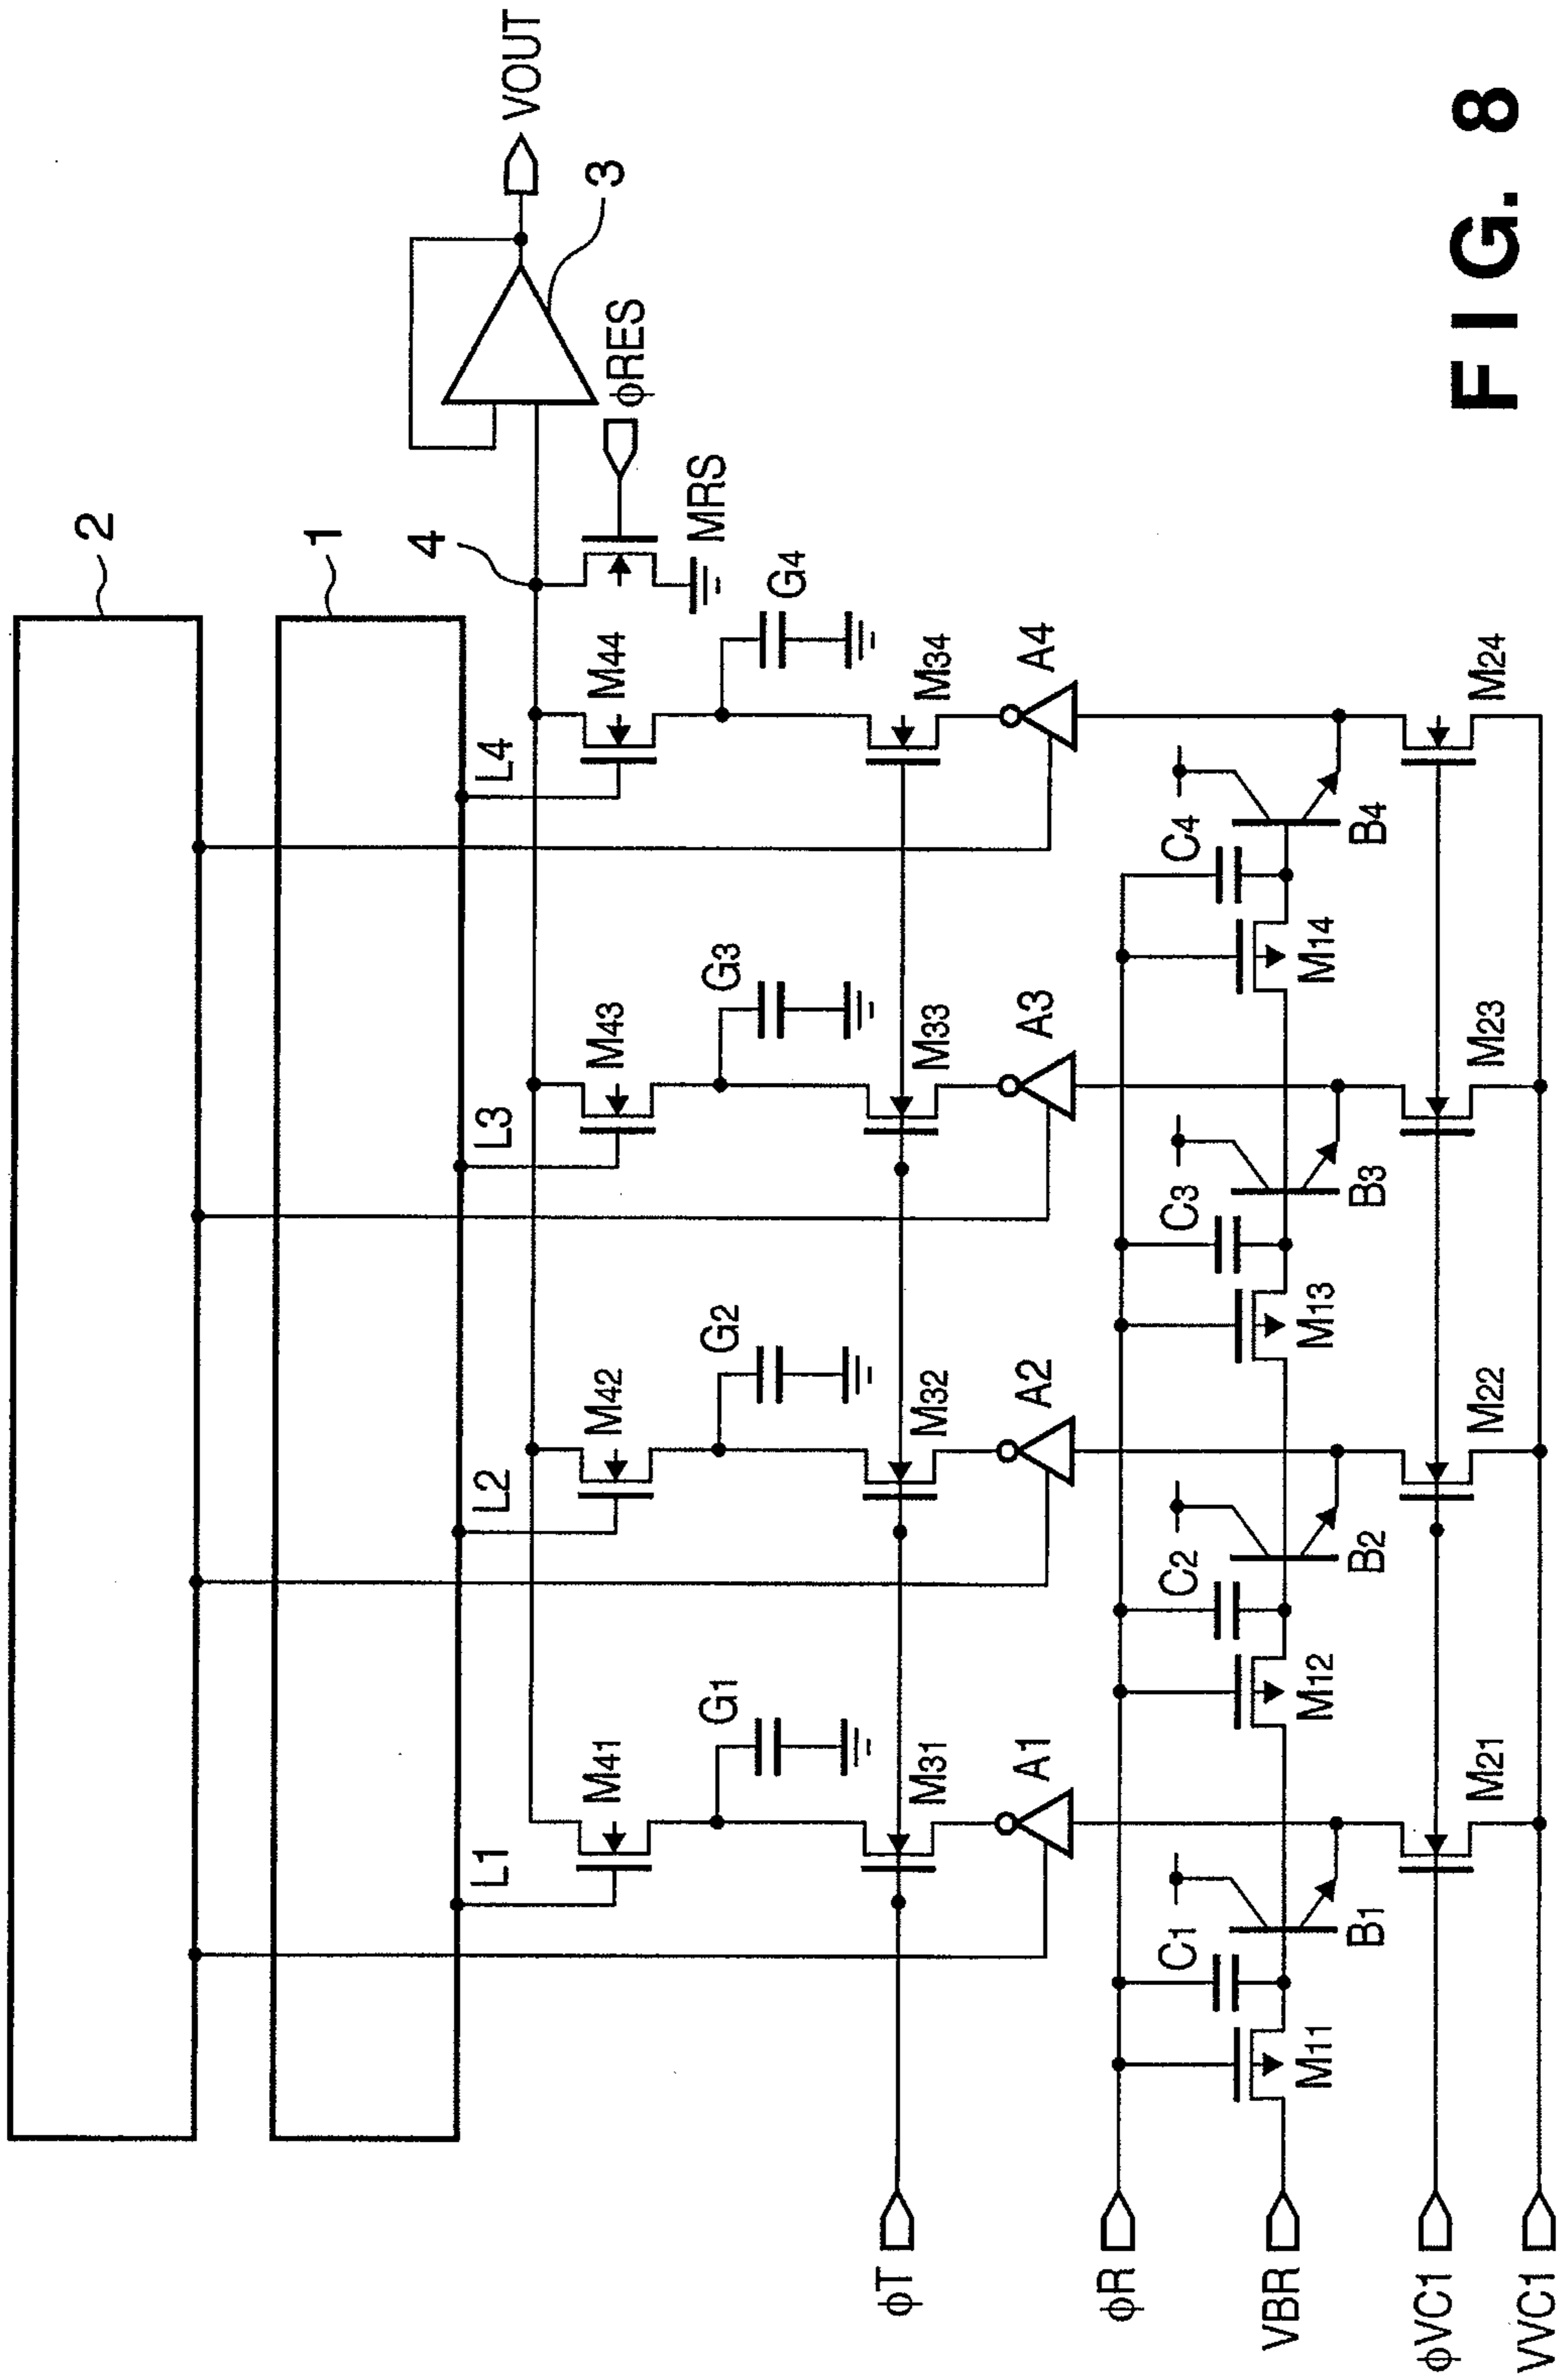 2
1
4
VOUT
3
φRES
MRS
L1
L2
L3
L4
M41
M42
M43
M44
G1
G2
G3
G4
φT
M31
M32
M33
M34
A1
A2
A3
A4
φR
C1
C2
C3
C4
VBR
M11
M12
M13
M14
B1
B2
B3
B4
φVC1
M21
M22
M23
M24
VVC1
FIG. 8